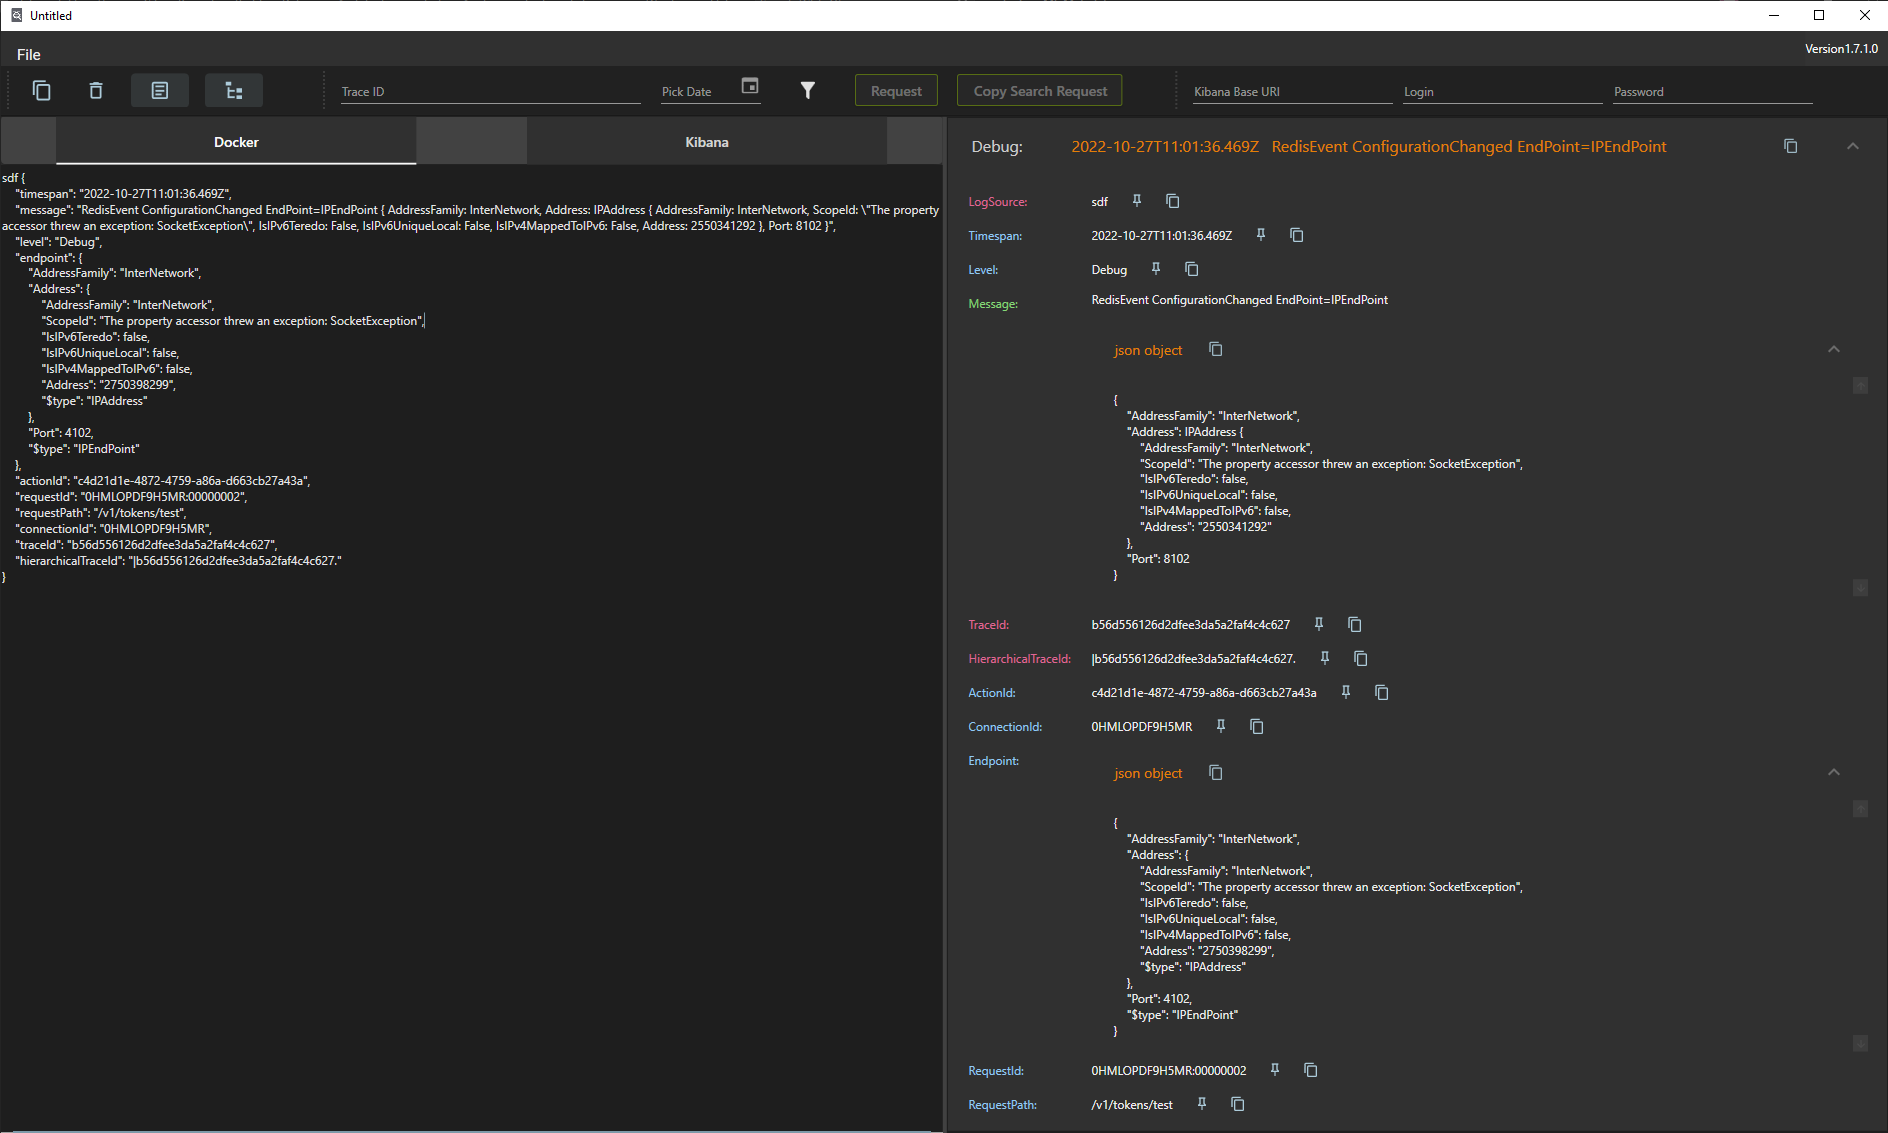 Untitled
File
Version1.7.1.0
Trace ID
Pick Date
Request
Copy Search Request
Kibana Base URI
Login
Password
Docker
Kibana
sdf {
"timespan": "2022-10-27T11:01:36.469Z",
"message": "RedisEvent ConfigurationChanged EndPoint=IPEndPoint { AddressFamily: InterNetwork, Address: IPAddress { AddressFamily: InterNetwork, ScopeId: \"The property
accessor threw an exception: SocketException\", IsIPv6Teredo: False, IsIPv6UniqueLocal: False, IsIPv4MappedToIPv6: False, Address: 2550341292 }, Port: 8102 }",
"level": "Debug",
"endpoint": {
"AddressFamily": "InterNetwork",
"Address": {
"AddressFamily": "InterNetwork",
"ScopeId": "The property accessor threw an exception: SocketException",
"IsIPv6Teredo": false,
"IsIPv6UniqueLocal": false,
"IsIPv4MappedToIPv6": false,
"Address": "2750398299",
"$type": "IPAddress"
},
"Port": 4102,
"$type": "IPEndPoint"
},
"actionId": "c4d21d1e-4872-4759-a86a-d663cb27a43a",
"requestId": "0HMLOPDF9H5MR:00000002",
"requestPath": "/v1/tokens/test",
"connectionId": "0HMLOPDF9H5MR",
"traceId": "b56d556126d2dfee3da5a2faf4c4c627",
"hierarchicalTraceId": "|b56d556126d2dfee3da5a2faf4c4c627."
}
Debug: 2022-10-27T11:01:36.469Z RedisEvent ConfigurationChanged EndPoint=IPEndPoint
LogSource: sdf
Timespan: 2022-10-27T11:01:36.469Z
Level: Debug
Message: RedisEvent ConfigurationChanged EndPoint=IPEndPoint
json object
{
"AddressFamily": "InterNetwork",
"Address": IPAddress {
"AddressFamily": "InterNetwork",
"ScopeId": "The property accessor threw an exception: SocketException",
"IsIPv6Teredo": false,
"IsIPv6UniqueLocal": false,
"IsIPv4MappedToIPv6": false,
"Address": "2550341292"
},
"Port": 8102
}
TraceId: b56d556126d2dfee3da5a2faf4c4c627
HierarchicalTraceId: |b56d556126d2dfee3da5a2faf4c4c627.
ActionId: c4d21d1e-4872-4759-a86a-d663cb27a43a
ConnectionId: 0HMLOPDF9H5MR
Endpoint:
json object
{
"AddressFamily": "InterNetwork",
"Address": {
"AddressFamily": "InterNetwork",
"ScopeId": "The property accessor threw an exception: SocketException",
"IsIPv6Teredo": false,
"IsIPv6UniqueLocal": false,
"IsIPv4MappedToIPv6": false,
"Address": "2750398299",
"$type": "IPAddress"
},
"Port": 4102,
"$type": "IPEndPoint"
}
RequestId: 0HMLOPDF9H5MR:00000002
RequestPath: /v1/tokens/test